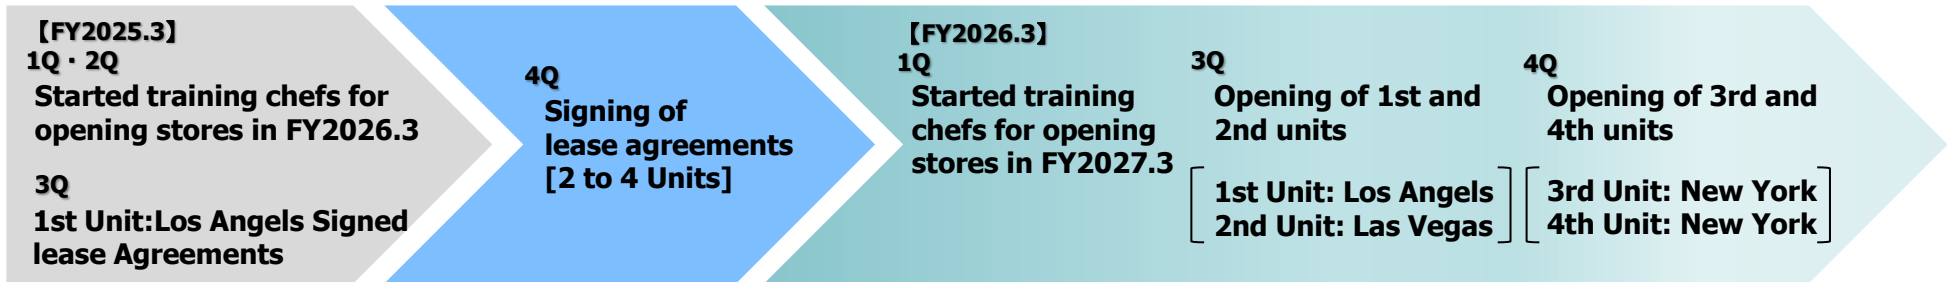 【FY2025.3】
1Q・2Q
Started training chefs for
opening stores in FY2026.3
3Q
1st Unit:Los Angels Signed
lease Agreements
4Q
Signing of
lease agreements
[2 to 4 Units]
【FY2026.3】
1Q
Started training
chefs for opening
stores in FY2027.3
3Q
Opening of 1st and
2nd units
1st Unit: Los Angels
2nd Unit: Las Vegas
4Q
Opening of 3rd and
4th units
3rd Unit: New York
4th Unit: New York